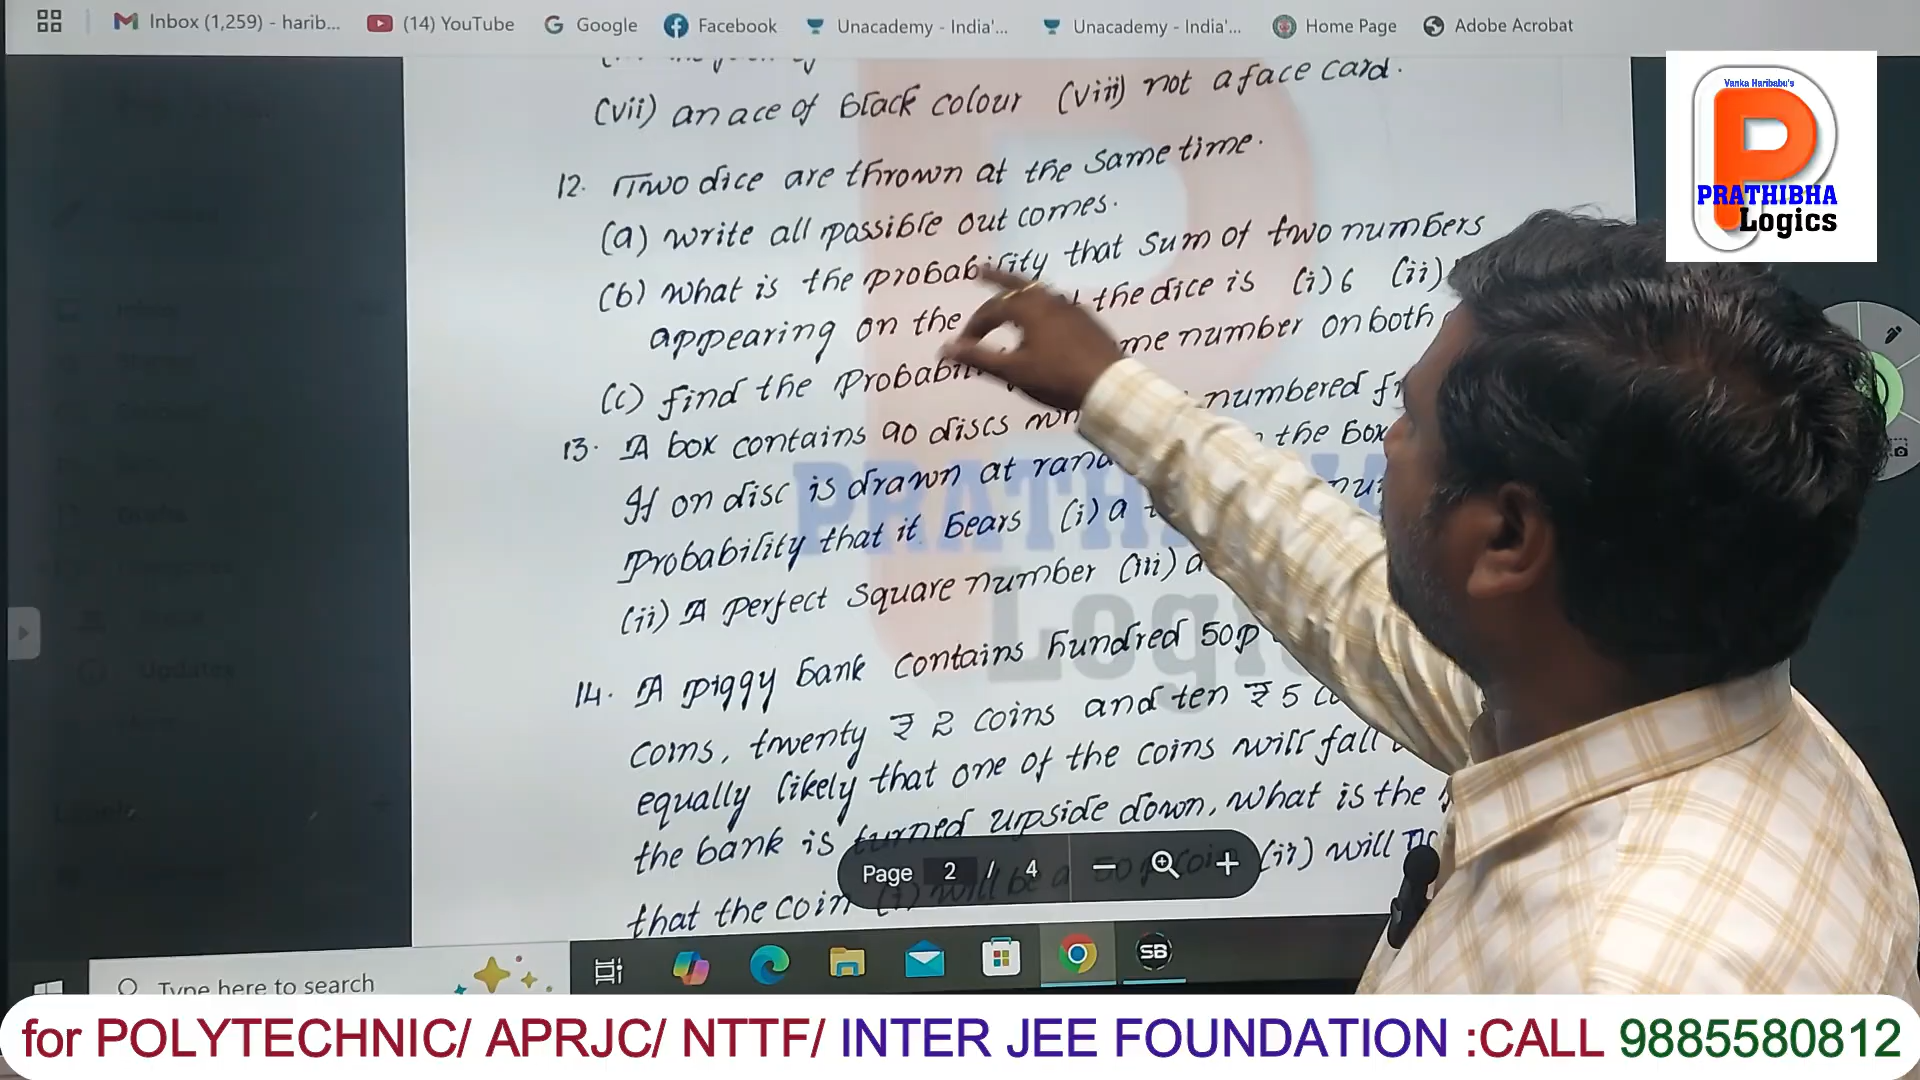 Inbox (1,259) - harib... (14) YouTube Google Facebook Unacademy - India'... Unacademy - India'... Home Page Adobe Acrobat
(vii) an ace of black colour (viii) not a face card.
12. Two dice are thrown at the same time.
(a) write all possible out comes.
(b) what is the probability that sum of two numbers
appearing on the the dice is (i) 6 (ii)
(c) find the number on both
13. A box contains 90 discs numbered
If on disc is drawn at the box
Probability that it bears (i) a
(ii) A perfect square number (iii) a
14. A piggy bank contains hundred 50p
coins, twenty ₹ 2 coins and ten ₹ 5
equally likely that one of the coins will fall
the bank is turned upside down, what is the
that the coin (i) will be a 50p coin (ii) will
Page 2 / 4
Updates
Type here to search
SB
Vanka Haribabu's
PRATHIBHA
Logics
for POLYTECHNIC/ APRJC/ NTTF/ INTER JEE FOUNDATION :CALL 9885580812